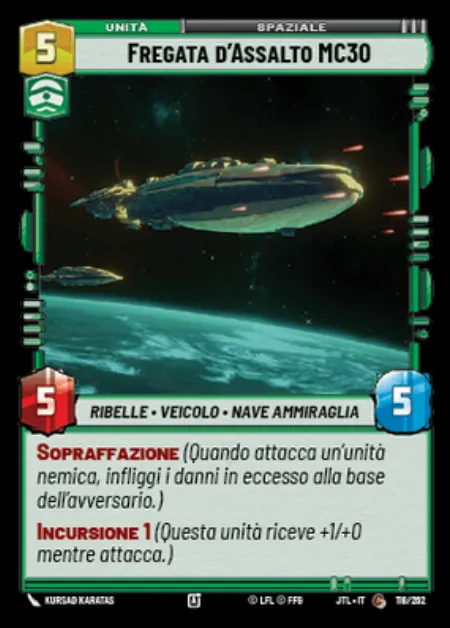 UNITÀ
SPAZIALE
5
FREGATA D'ASSALTO MC30
5
RIBELLE • VEICOLO • NAVE AMMIRAGLIA
5
SOPRAFFAZIONE (Quando attacca un'unità
nemica, infliggi i danni in eccesso alla base
dell'avversario.)
INCURSIONE 1 (Questa unità riceve +1/+0
mentre attacca.)
KURSAD KARATAS
© LFL © FFG
JTL • IT
118/262